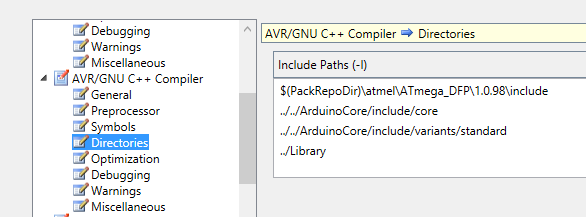 Debugging
Warnings
Miscellaneous
AVR/GNU C++ Compiler
General
Preprocessor
Symbols
Directories
Optimization
Debugging
Warnings
Miscellaneous
AVR/GNU C++ Compiler ➡ Directories
Include Paths (-I)
$(PackRepoDir)\atmel\ATmega_DFP\1.0.98\include
../../ArduinoCore/include/core
../../ArduinoCore/include/variants/standard
../Library